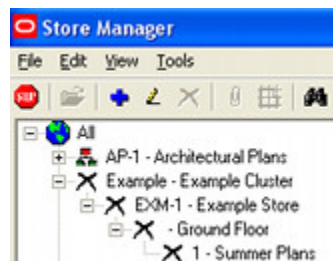 Store Manager
File Edit View Tools
STOP
All
AP-1 - Architectural Plans
Example - Example Cluster
EXM-1 - Example Store
- Ground Floor
1 - Summer Plans